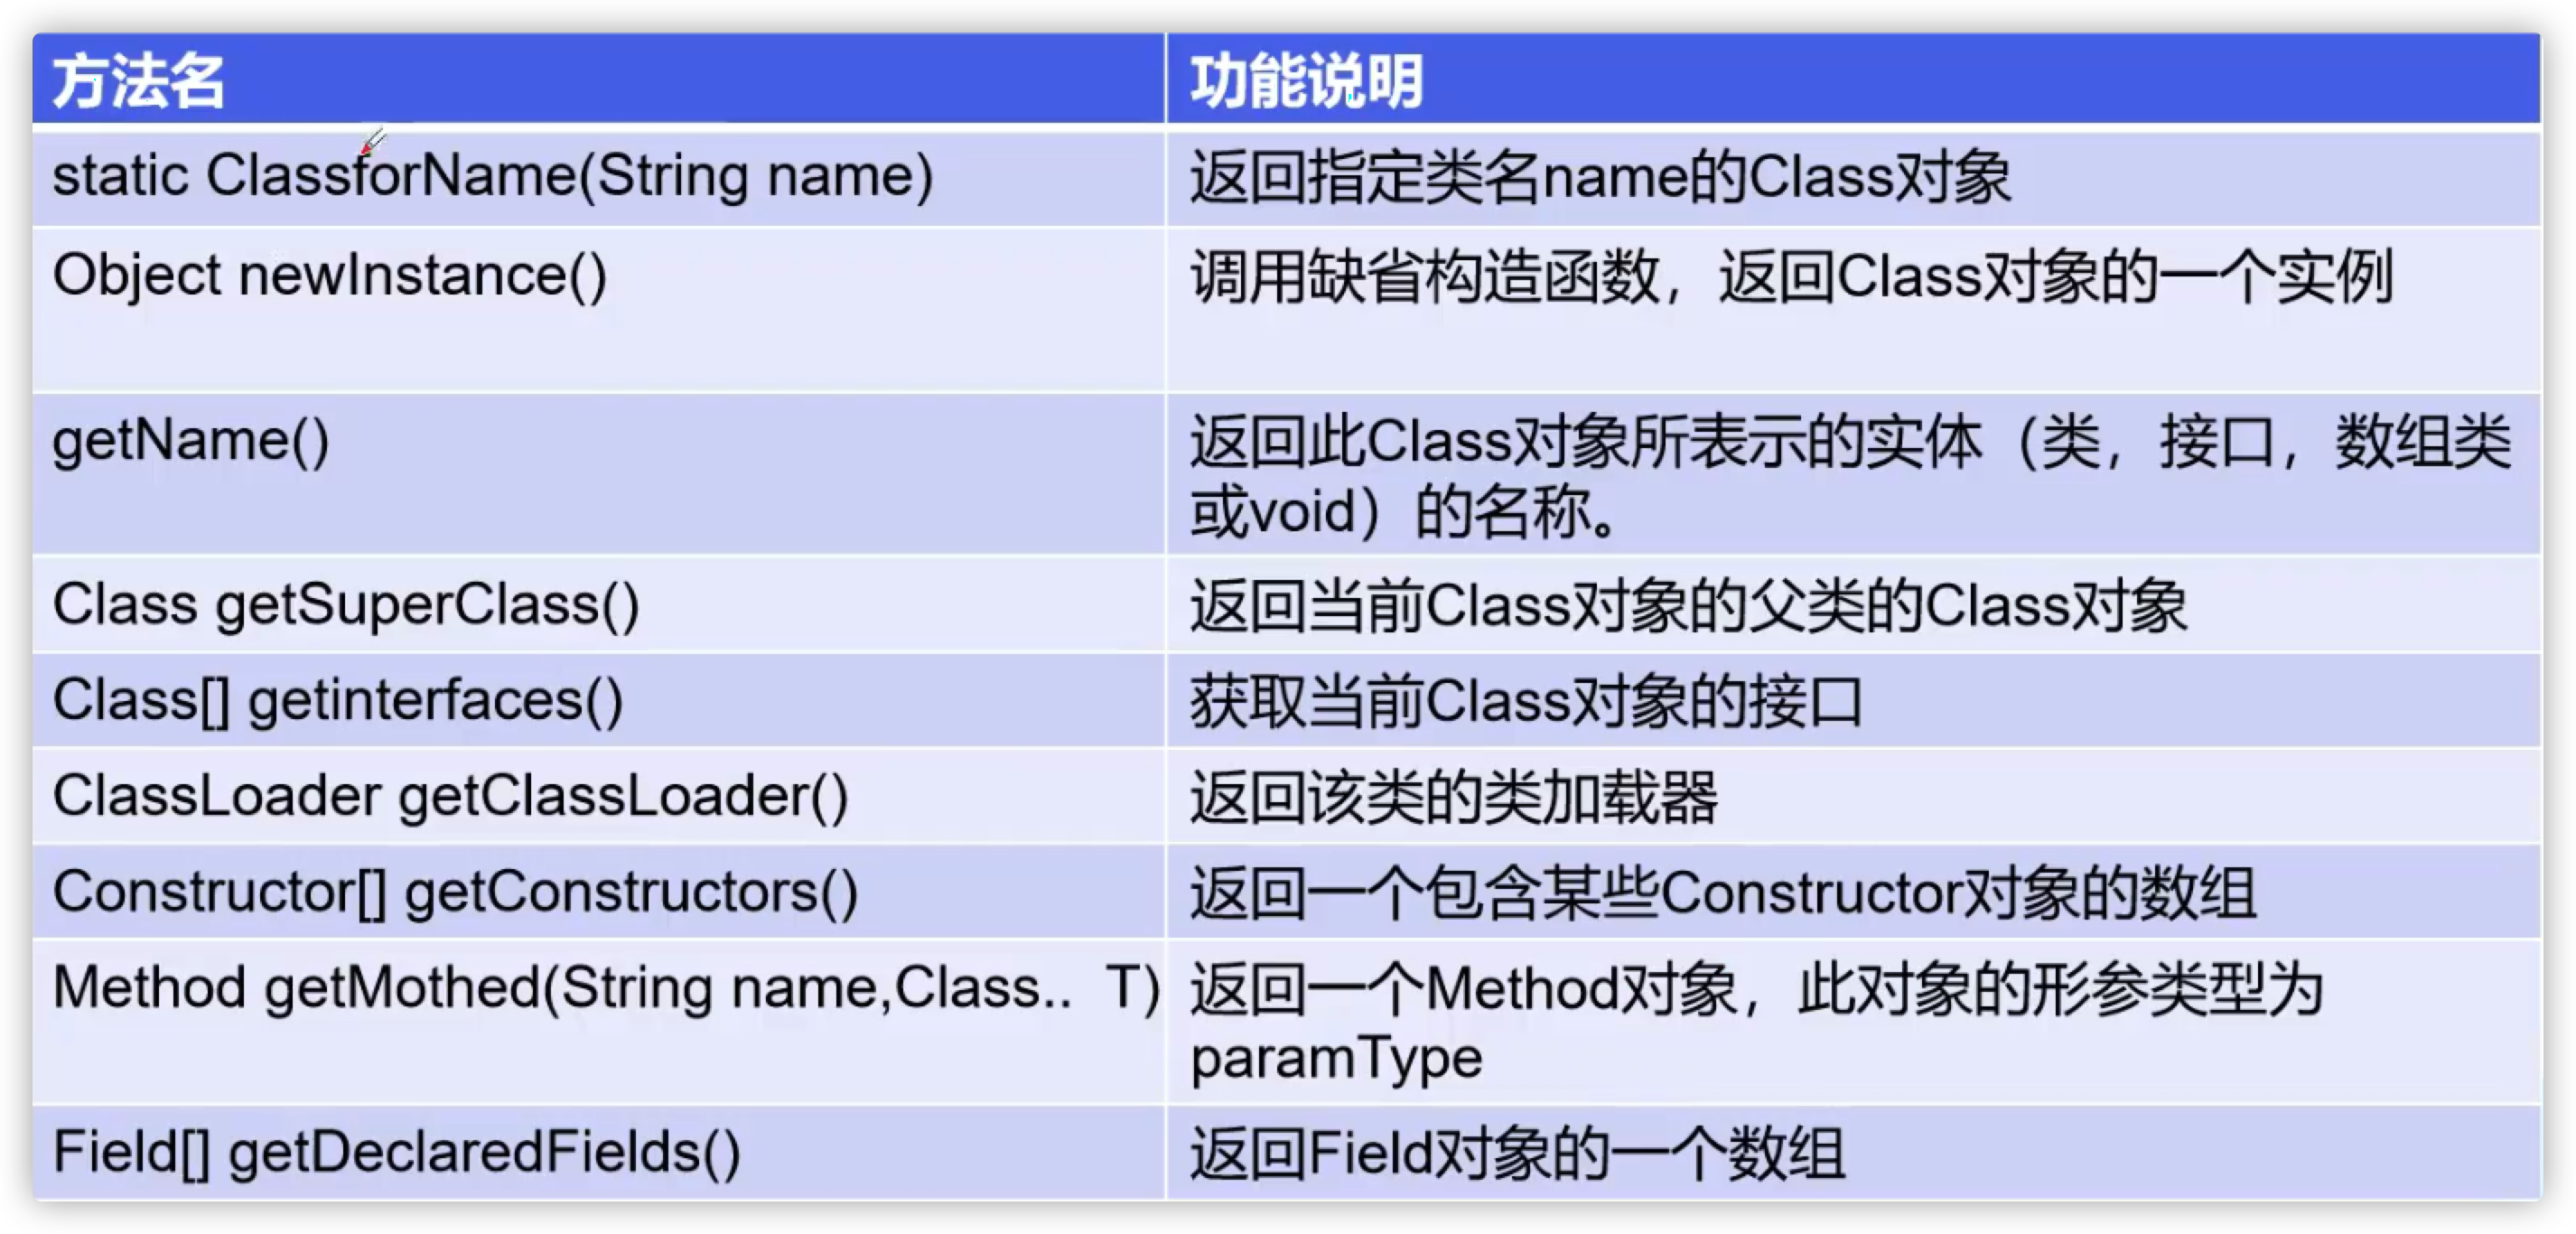 方法名
功能说明
static ClassforName(String name)
返回指定类名name的Class对象
Object newInstance()
调用缺省构造函数，返回Class对象的一个实例
getName()
返回此Class对象所表示的实体（类，接口，数组类
或void）的名称。
Class getSuperClass()
返回当前Class对象的父类的Class对象
Class[] getinterfaces()
获取当前Class对象的接口
ClassLoader getClassLoader()
返回该类的类加载器
Constructor[] getConstructors()
返回一个包含某些Constructor对象的数组
Method getMothed(String name,Class.. T)
返回一个Method对象，此对象的形参类型为
paramType
Field[] getDeclaredFields()
返回Field对象的一个数组